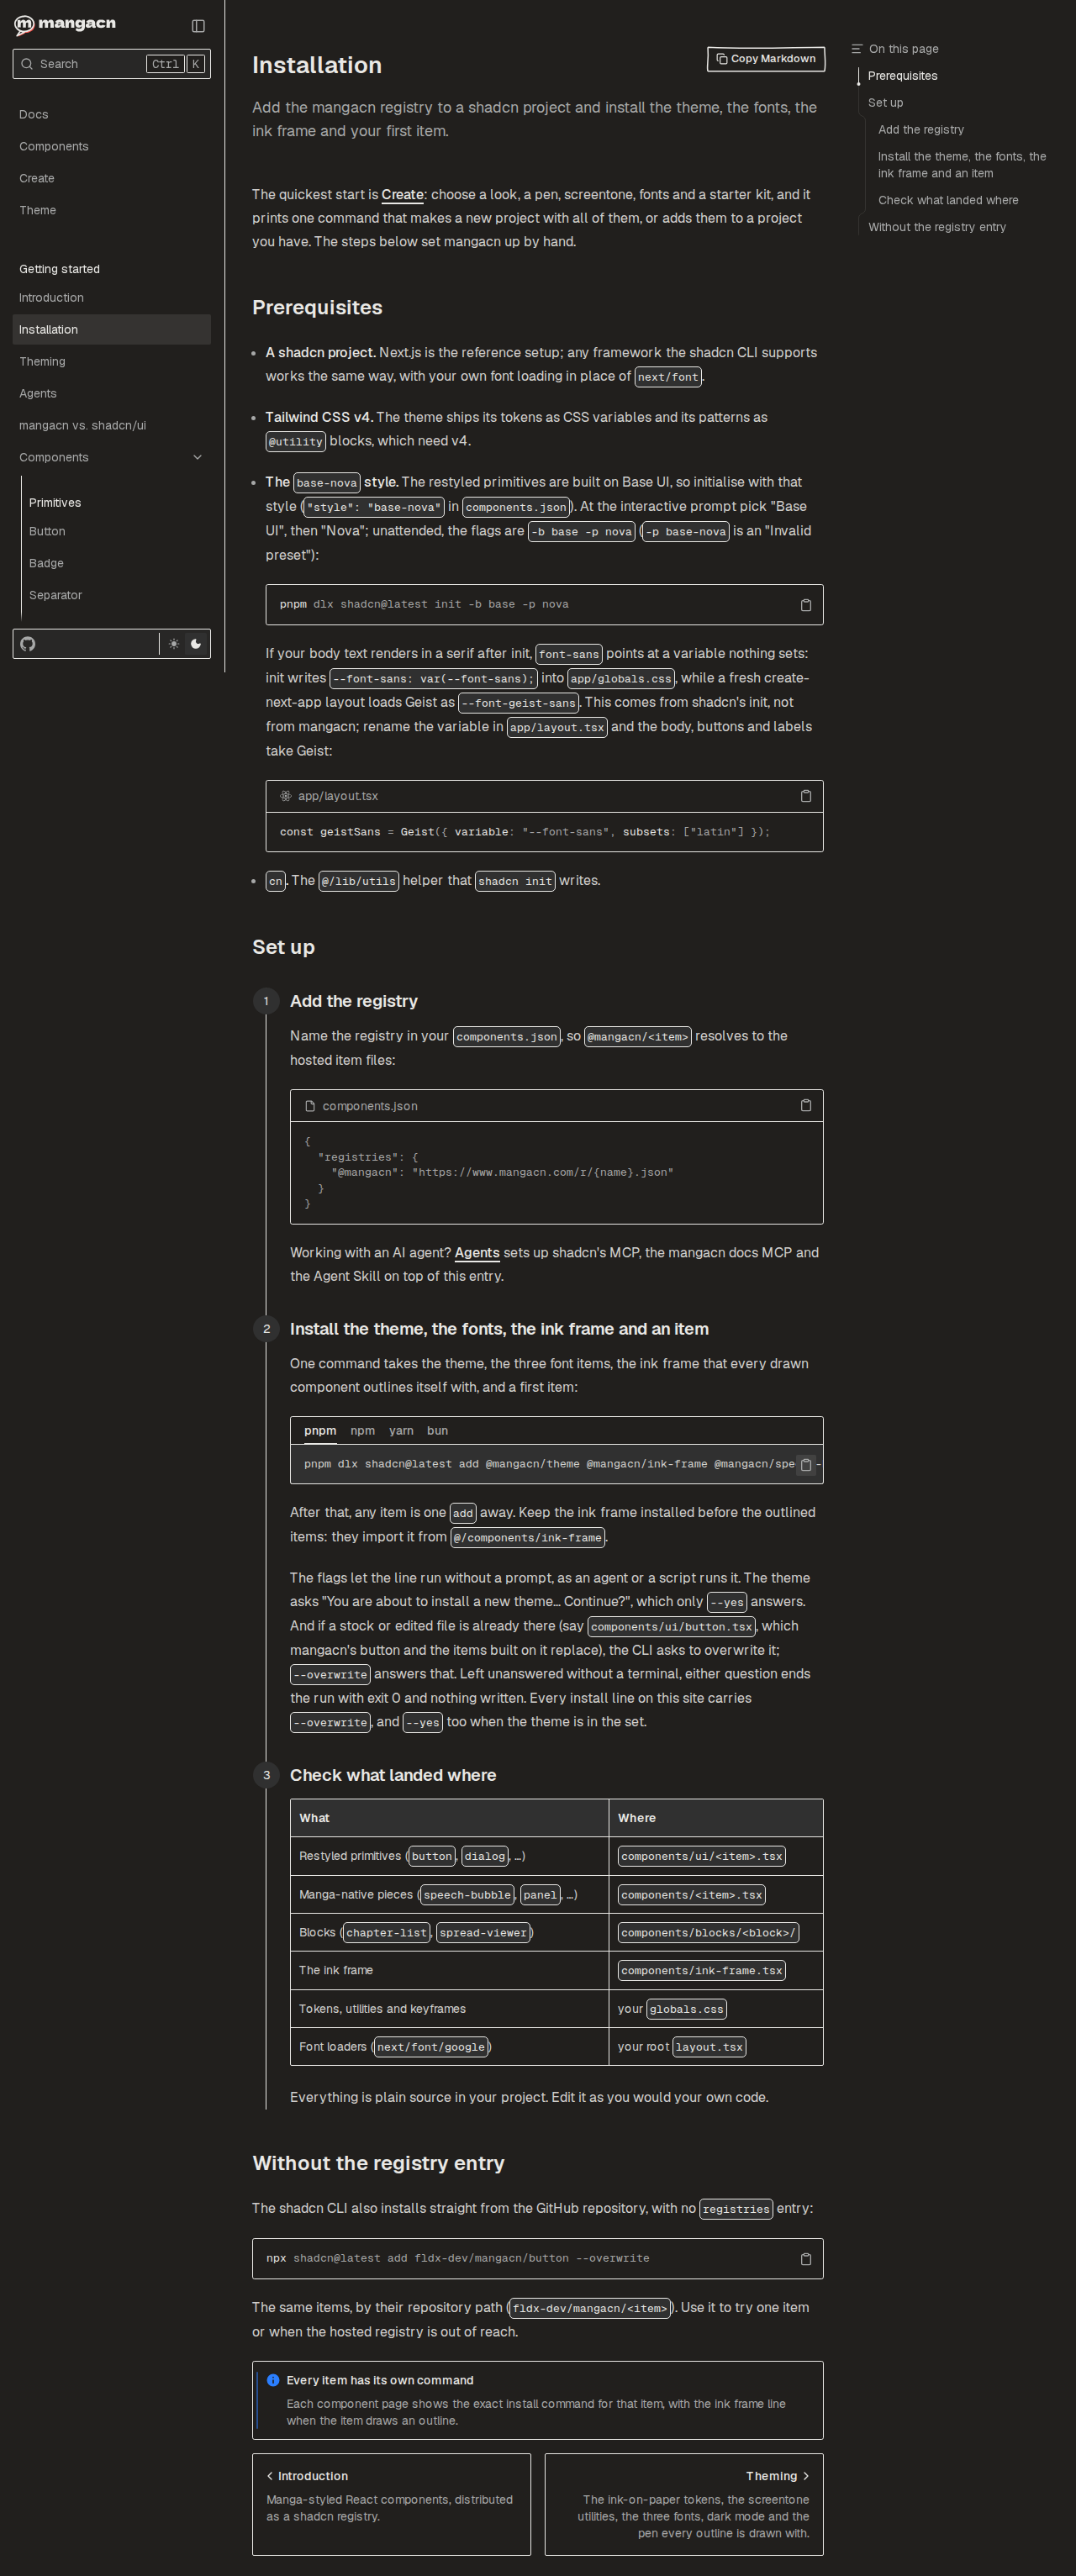 mangacn
Search Ctrl K
Docs
Components
Create
Theme
Getting started
Introduction
Installation
Theming
Agents
mangacn vs. shadcn/ui
Components
Primitives
Button
Badge
Separator
Installation
Copy Markdown
Add the mangacn registry to a shadcn project and install the theme, the fonts, the
ink frame and your first item.
The quickest start is Create: choose a look, a pen, screentone, fonts and a starter kit, and it
prints one command that makes a new project with all of them, or adds them to a project
you have. The steps below set mangacn up by hand.
Prerequisites
• A shadcn project. Next.js is the reference setup; any framework the shadcn CLI supports
works the same way, with your own font loading in place of next/font.
• Tailwind CSS v4. The theme ships its tokens as CSS variables and its patterns as
@utility blocks, which need v4.
• The base-nova style. The restyled primitives are built on Base UI, so initialise with that
style ("style": "base-nova" in components.json). At the interactive prompt pick "Base
UI", then "Nova"; unattended, the flags are -b base -p nova (-p base-nova is an "Invalid
preset"):
pnpm dlx shadcn@latest init -b base -p nova
If your body text renders in a serif after init, font-sans points at a variable nothing sets:
init writes --font-sans: var(--font-sans); into app/globals.css, while a fresh create-
next-app layout loads Geist as --font-geist-sans. This comes from shadcn's init, not
from mangacn; rename the variable in app/layout.tsx and the body, buttons and labels
take Geist:
app/layout.tsx
const geistSans = Geist({ variable: "--font-sans", subsets: ["latin"] });
• cn. The @/lib/utils helper that shadcn init writes.
Set up
1 Add the registry
Name the registry in your components.json, so @mangacn/<item> resolves to the
hosted item files:
components.json
{
"registries": {
"@mangacn": "https://www.mangacn.com/r/{name}.json"
}
}
Working with an AI agent? Agents sets up shadcn's MCP, the mangacn docs MCP and
the Agent Skill on top of this entry.
2 Install the theme, the fonts, the ink frame and an item
One command takes the theme, the three font items, the ink frame that every drawn
component outlines itself with, and a first item:
pnpm npm yarn bun
pnpm dlx shadcn@latest add @mangacn/theme @mangacn/ink-frame @mangacn/spe
After that, any item is one add away. Keep the ink frame installed before the outlined
items: they import it from @/components/ink-frame.
The flags let the line run without a prompt, as an agent or a script runs it. The theme
asks "You are about to install a new theme… Continue?", which only --yes answers.
And if a stock or edited file is already there (say components/ui/button.tsx, which
mangacn's button and the items built on it replace), the CLI asks to overwrite it;
--overwrite answers that. Left unanswered without a terminal, either question ends
the run with exit 0 and nothing written. Every install line on this site carries
--overwrite, and --yes too when the theme is in the set.
3 Check what landed where
What Where
Restyled primitives (button, dialog, …) components/ui/<item>.tsx
Manga-native pieces (speech-bubble, panel, …) components/<item>.tsx
Blocks (chapter-list, spread-viewer) components/blocks/<block>/
The ink frame components/ink-frame.tsx
Tokens, utilities and keyframes your globals.css
Font loaders (next/font/google) your root layout.tsx
Everything is plain source in your project. Edit it as you would your own code.
Without the registry entry
The shadcn CLI also installs straight from the GitHub repository, with no registries entry:
npx shadcn@latest add fldx-dev/mangacn/button --overwrite
The same items, by their repository path (fldx-dev/mangacn/<item>). Use it to try one item
or when the hosted registry is out of reach.
Every item has its own command
Each component page shows the exact install command for that item, with the ink frame line
when the item draws an outline.
Introduction
Manga-styled React components, distributed
as a shadcn registry.
Theming
The ink-on-paper tokens, the screentone
utilities, the three fonts, dark mode and the
pen every outline is drawn with.
On this page
Prerequisites
Set up
Add the registry
Install the theme, the fonts, the
ink frame and an item
Check what landed where
Without the registry entry